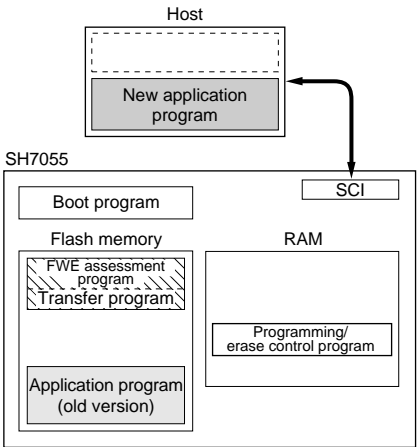 Host
New application
program
SH7055
SCI
Boot program
Flash memory
RAM
FWE assessment
program
Transfer program
Programming/
erase control program
Application program
(old version)